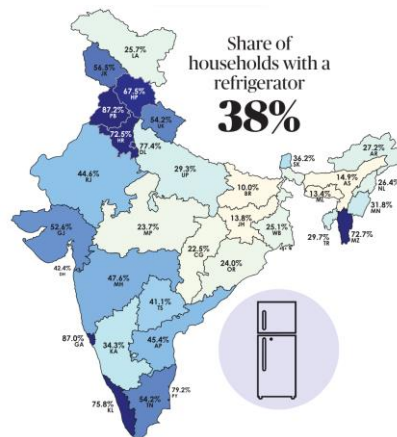 Share of
households with a
refrigerator
38%
25.7%
LA
56.5%
JK
67.5%
HP
87.2%
PB
54.2%
UK
72.5%
HR
77.4%
DL
44.6%
RJ
29.3%
UP
36.2%
SK
27.2%
AR
14.9%
AS
26.4%
NL
13.4%
ML
31.8%
MN
10.0%
BR
52.6%
GJ
23.7%
MP
13.8%
JH
25.1%
WB
29.7%
TR
72.7%
MZ
22.5%
CG
24.0%
OR
42.4%
DH
47.6%
MH
41.1%
TS
87.0%
GA
34.3%
KA
45.4%
AP
79.2%
PY
54.2%
TN
75.8%
KL